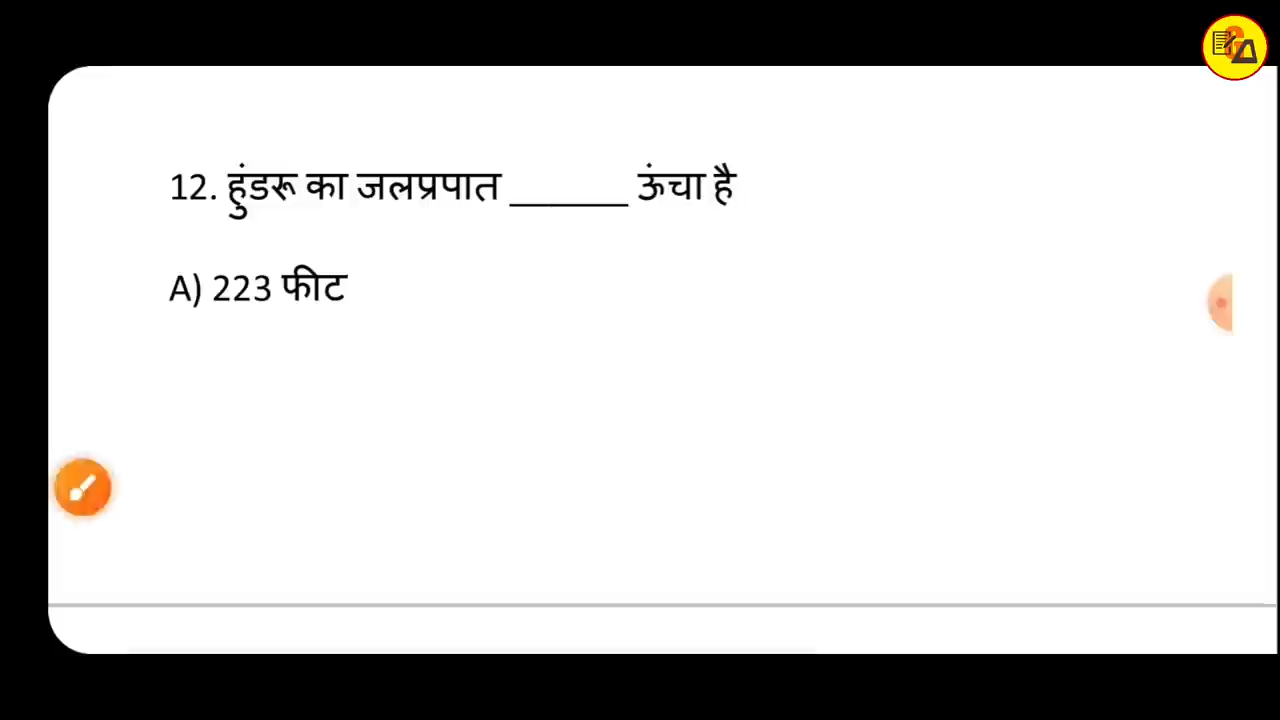 12. हुंडरू का जलप्रपात ______ ऊंचा है
A) 223 फीट